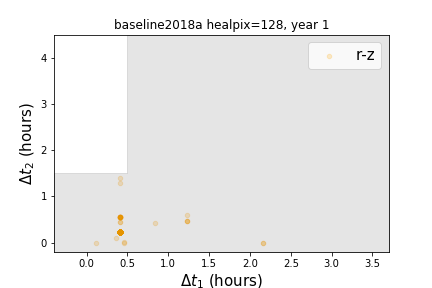 baseline2018a healpix=128, year 1
r-z
Δt₂ (hours)
4
3
2
1
0
0.0 0.5 1.0 1.5 2.0 2.5 3.0 3.5
Δt₁ (hours)